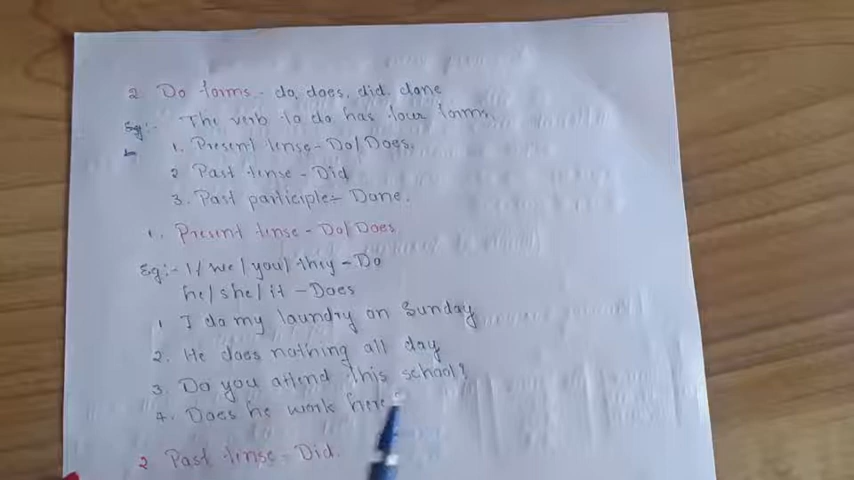 2 Do forms - do, does, did, done
Eg:- The verb to do has four forms.
1. Present tense - Do/Does.
2 Past tense - Did
3. Past participle - Done.
1. Present tense - Do/Does
Eg:- I/we/you/they - Do
he/she/it - Does
1 I do my laundry on Sunday
2. He does nothing all day
3. Do you attend this school?
4. Does he work here
2 Past tense - Did.